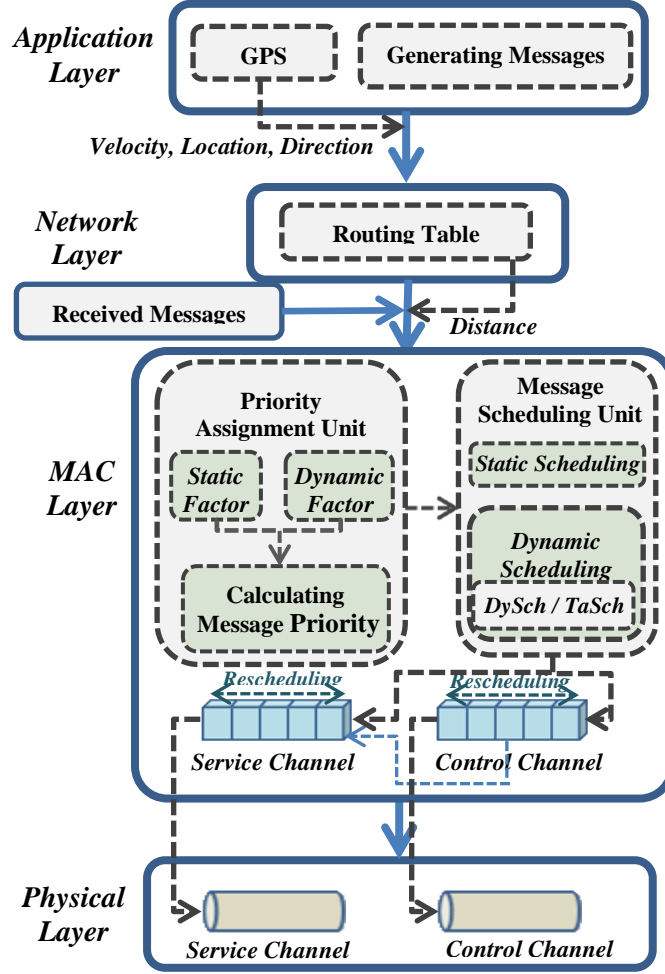 Application
Layer
GPS
Generating Messages
Velocity, Location, Direction
Network
Layer
Routing Table
Received Messages
Distance
MAC
Layer
Priority
Assignment Unit
Static
Factor
Dynamic
Factor
Calculating
Message Priority
Message
Scheduling Unit
Static Scheduling
Dynamic
Scheduling
DySch / TaSch
Rescheduling
Rescheduling
Service Channel
Control Channel
Physical
Layer
Service Channel
Control Channel